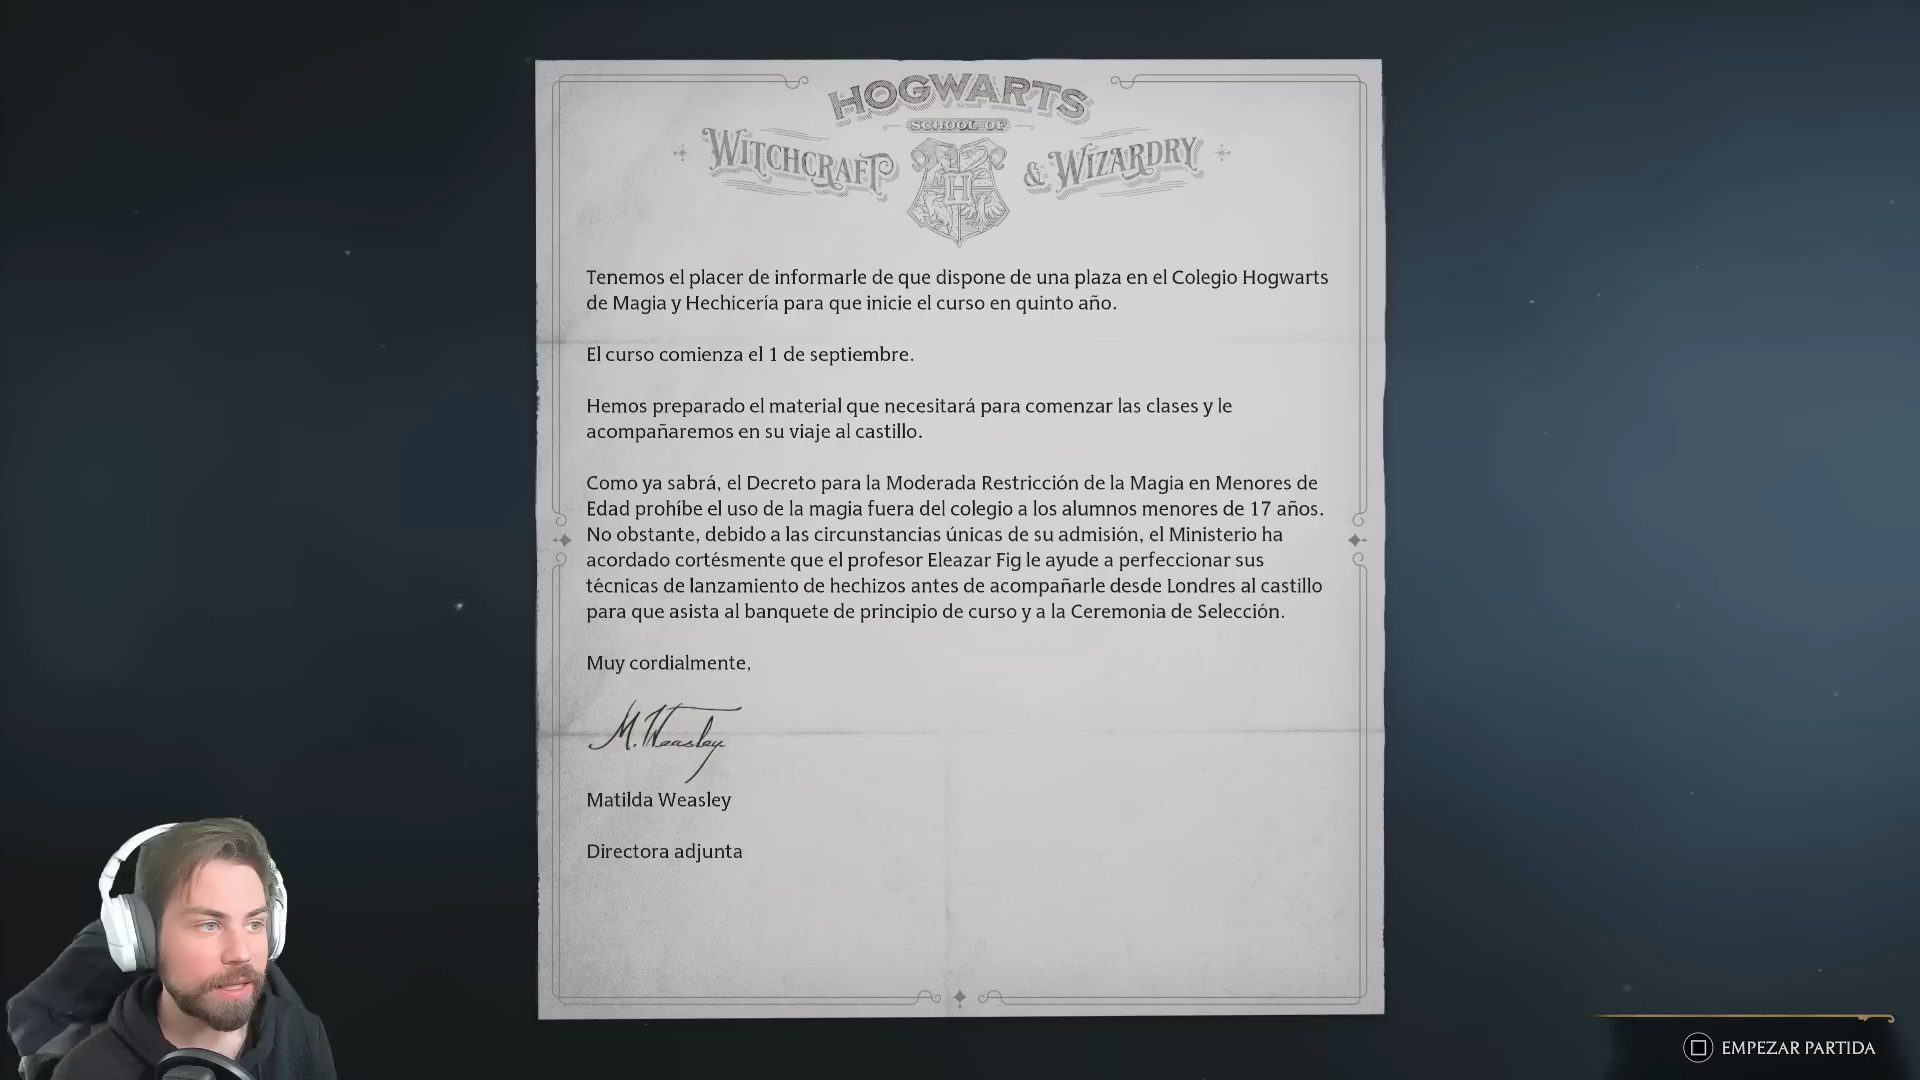 HOGWARTS
SCHOOL OF
WITCHCRAFT & WIZARDRY
H
Tenemos el placer de informarle de que dispone de una plaza en el Colegio Hogwarts
de Magia y Hechicería para que inicie el curso en quinto año.
El curso comienza el 1 de septiembre.
Hemos preparado el material que necesitará para comenzar las clases y le
acompañaremos en su viaje al castillo.
Como ya sabrá, el Decreto para la Moderada Restricción de la Magia en Menores de
Edad prohíbe el uso de la magia fuera del colegio a los alumnos menores de 17 años.
No obstante, debido a las circunstancias únicas de su admisión, el Ministerio ha
acordado cortésmente que el profesor Eleazar Fig le ayude a perfeccionar sus
técnicas de lanzamiento de hechizos antes de acompañarle desde Londres al castillo
para que asista al banquete de principio de curso y a la Ceremonia de Selección.
Muy cordialmente,
M. Weasley
Matilda Weasley
Directora adjunta
EMPEZAR PARTIDA